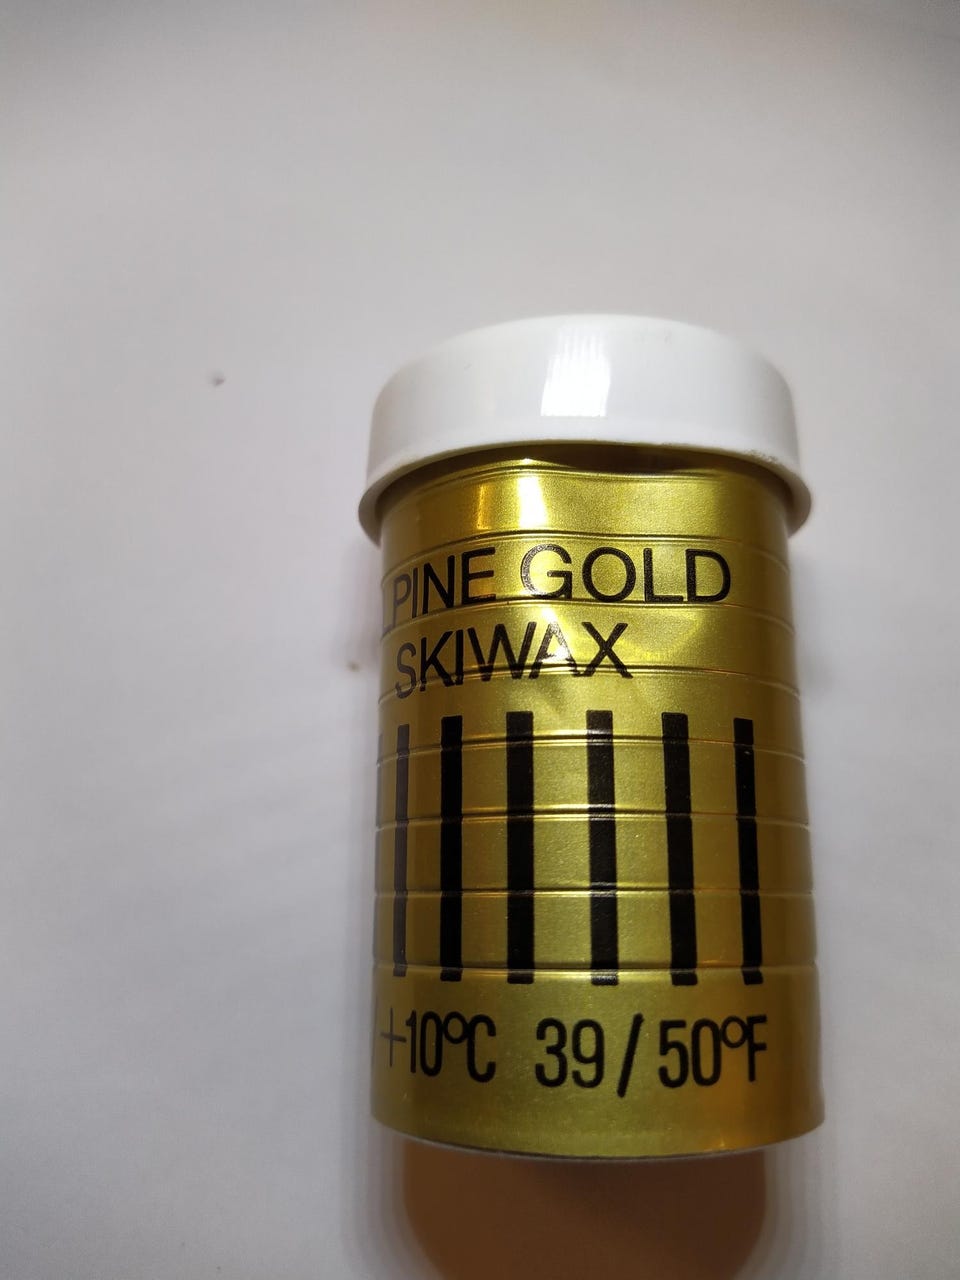 LPINE GOLD
SKIWAX
/+10°C 39/50°F